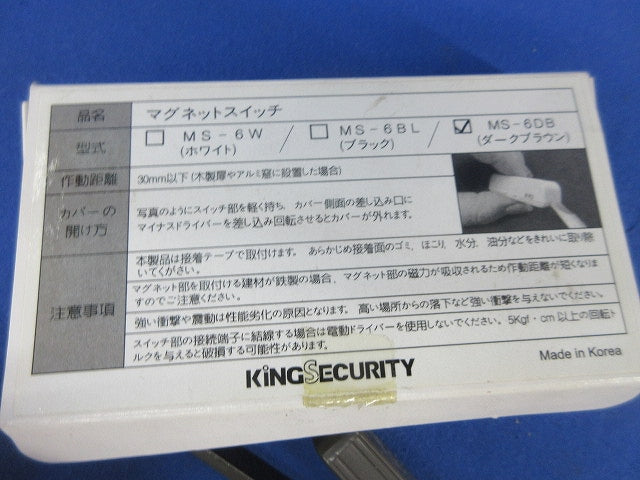 品名 マグネットスイッチ
型式 MS-6W MS-6BL MS-6DB
(ホワイト) (ブラック) (ダークブラウン)
作動距離 30mm以下(木製厚やアルミ窓に設置した場合)
カバーの
開け方
写真のようにスイッチ部を軽く持ち、カバー側面の差し込み口に
マイナスドライバーを差し込み回転させるとカバーが外れます。
注意事項
本製品は接着テープで取付けます。 あらかじめ接着面のゴミ、ほこり、水分、油分などをきれいに取り除
いてください。
マグネット部を取付ける建材が鉄製の場合、マグネット部の磁力が吸収されるため作動距離が短くなりま
すのでご注意ください。
強い衝撃や震動は性能劣化の原因となります。 高い場所からの落下など強い衝撃を与えないでください。
スイッチ部の接続端子に結線する場合は電動ドライバーを使用しないでください。5Kgf・cm以上の回転ト
ルクを与えると破損する可能性があります。
KINGSECURITY
Made in Korea